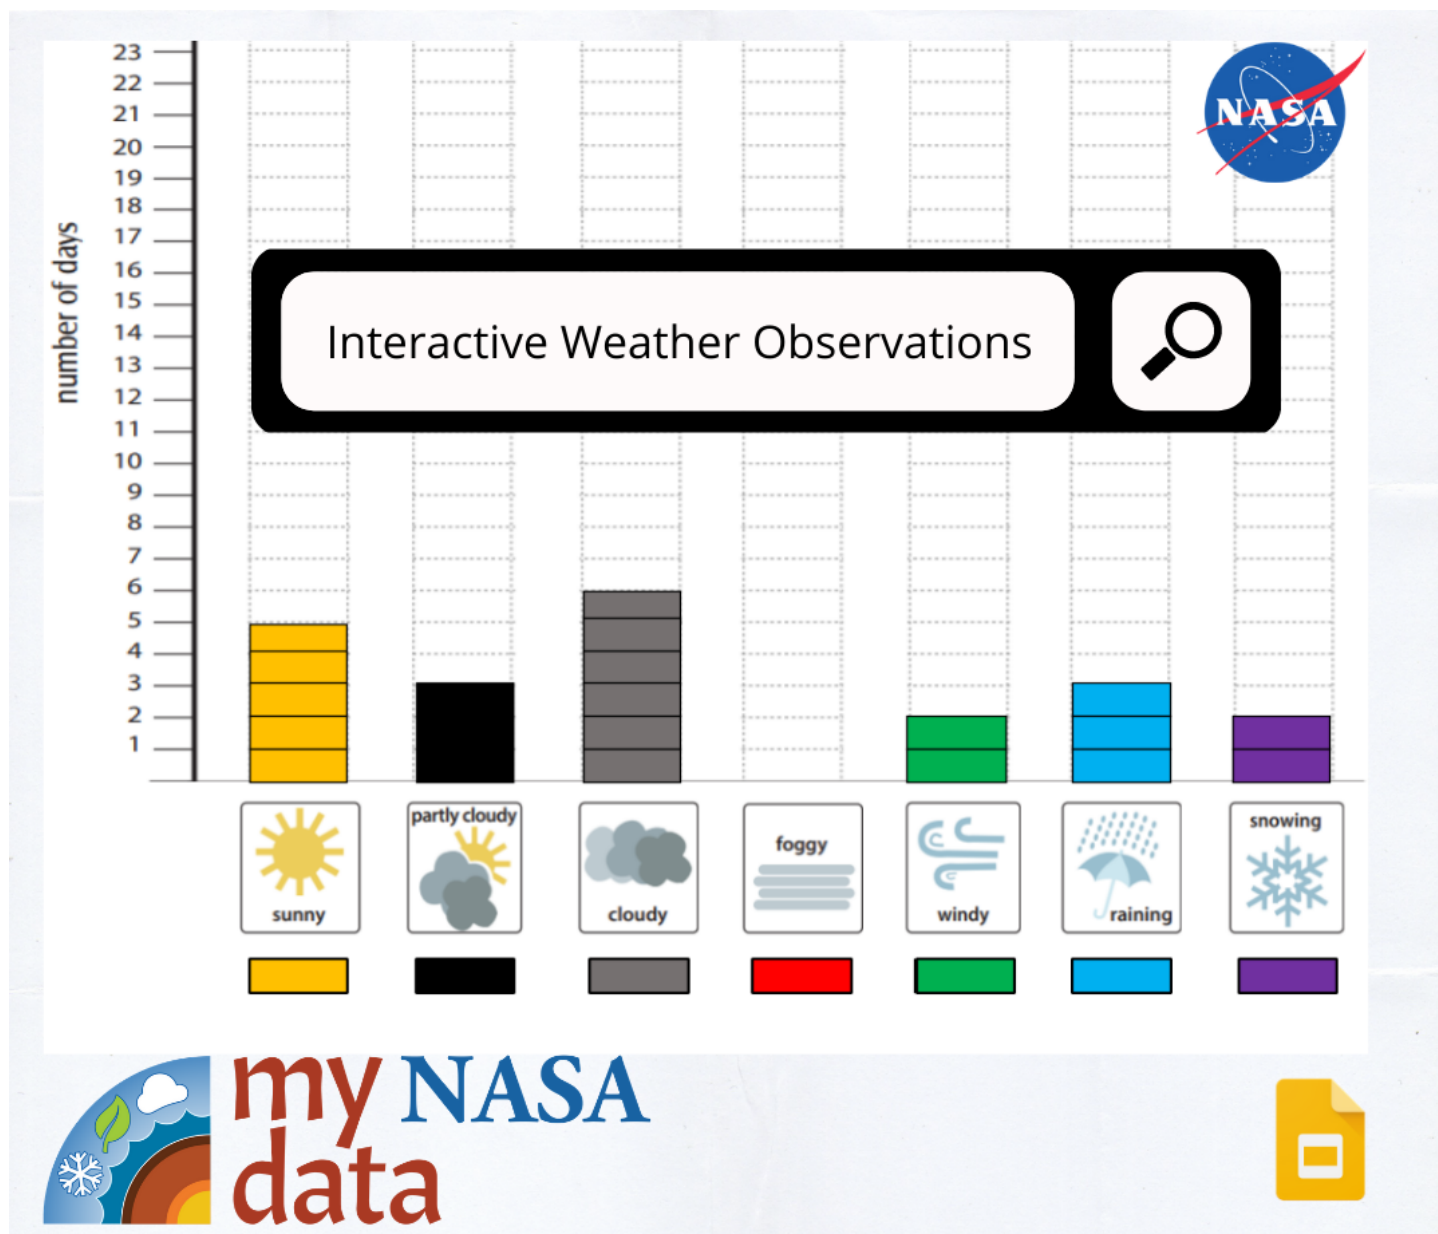 23
22
21
20
19
18
17
16
15
14
13
12
11
10
9
8
7
6
5
4
3
2
1
number of days
NASA
Interactive Weather Observations
sunny
partly cloudy
cloudy
foggy
windy
raining
snowing
my NASA
data